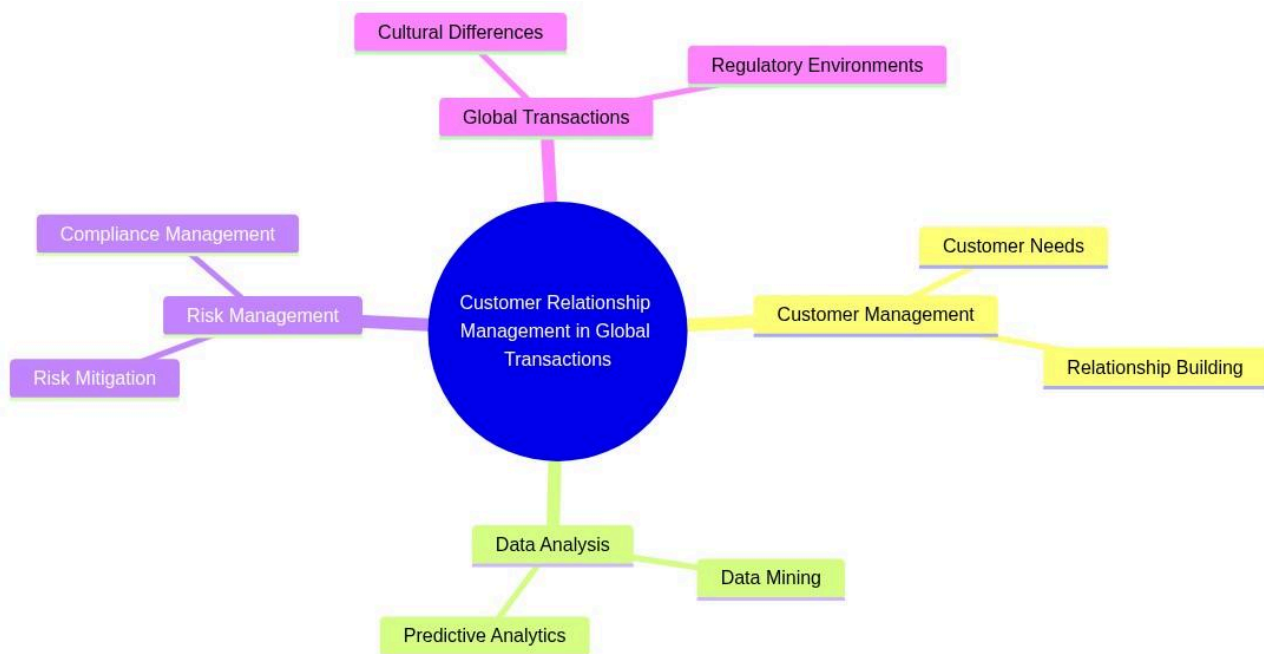 Cultural Differences
Regulatory Environments
Global Transactions
Compliance Management
Customer Needs
Risk Management
Customer Relationship
Management in Global
Transactions
Customer Management
Risk Mitigation
Relationship Building
Data Analysis
Data Mining
Predictive Analytics